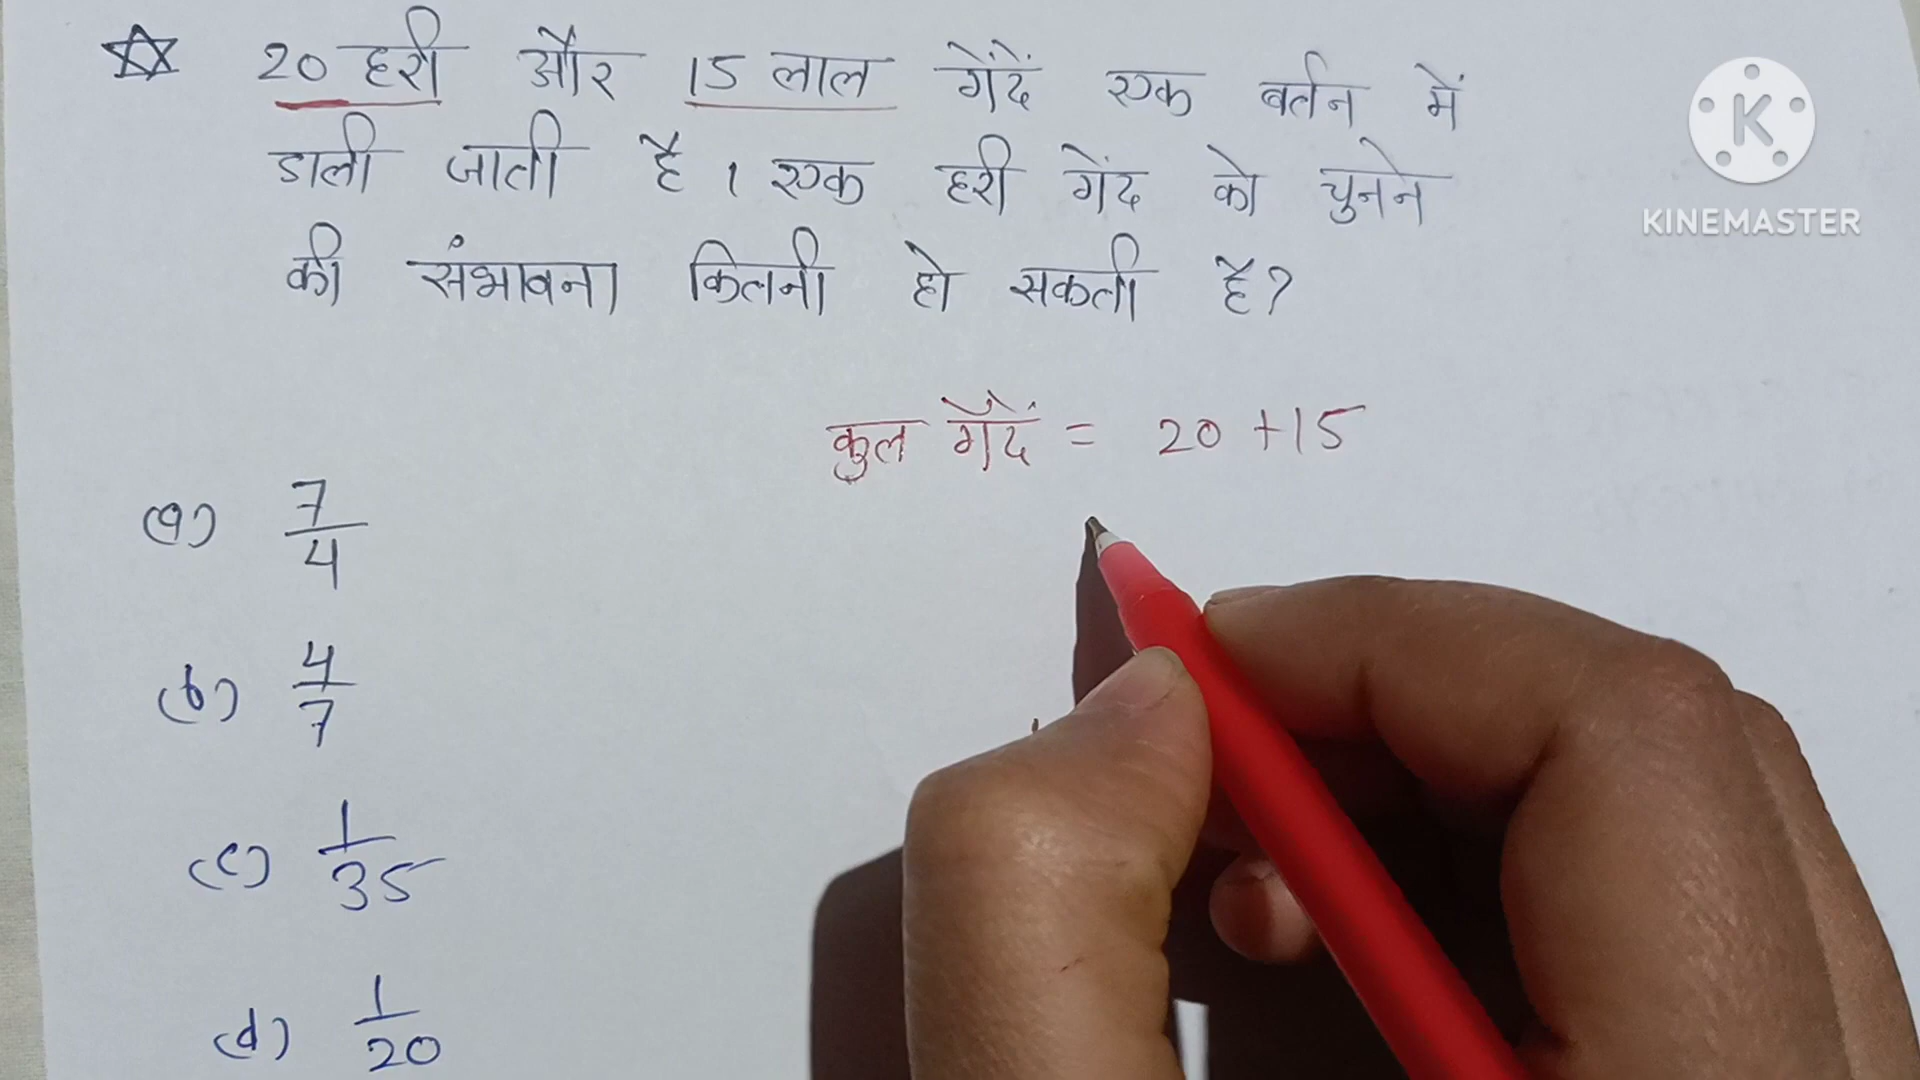 20 हरी और 15 लाल गेंदें एक बर्तन में
डाली जाती है । एक हरी गेंद को चुनने
की संभावना कितनी हो सकती है?
कुल गेंदें = 20 + 15
(a) 7/4
(b) 4/7
(c) 1/35
(d) 1/20
K
KINEMASTER